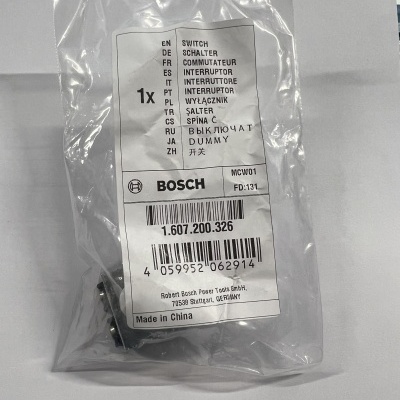 EN SWITCH
DE SCHALTER
FR COMMUTATEUR
ES INTERRUPTOR
IT INTERRUTTORE
PT INTERRUPTOR
PL WYŁĄCZNIK
TR ŞALTER
CS SPÍNA Č
RU ВЫКЛЮЧАТ
JA DUMMY
ZH 开关
1x
BOSCH
MCW01
FD:131
1.607.200.326
4 059952 062914
Robert Bosch Power Tools GmbH,
70538 Stuttgart, GERMANY
Made in China